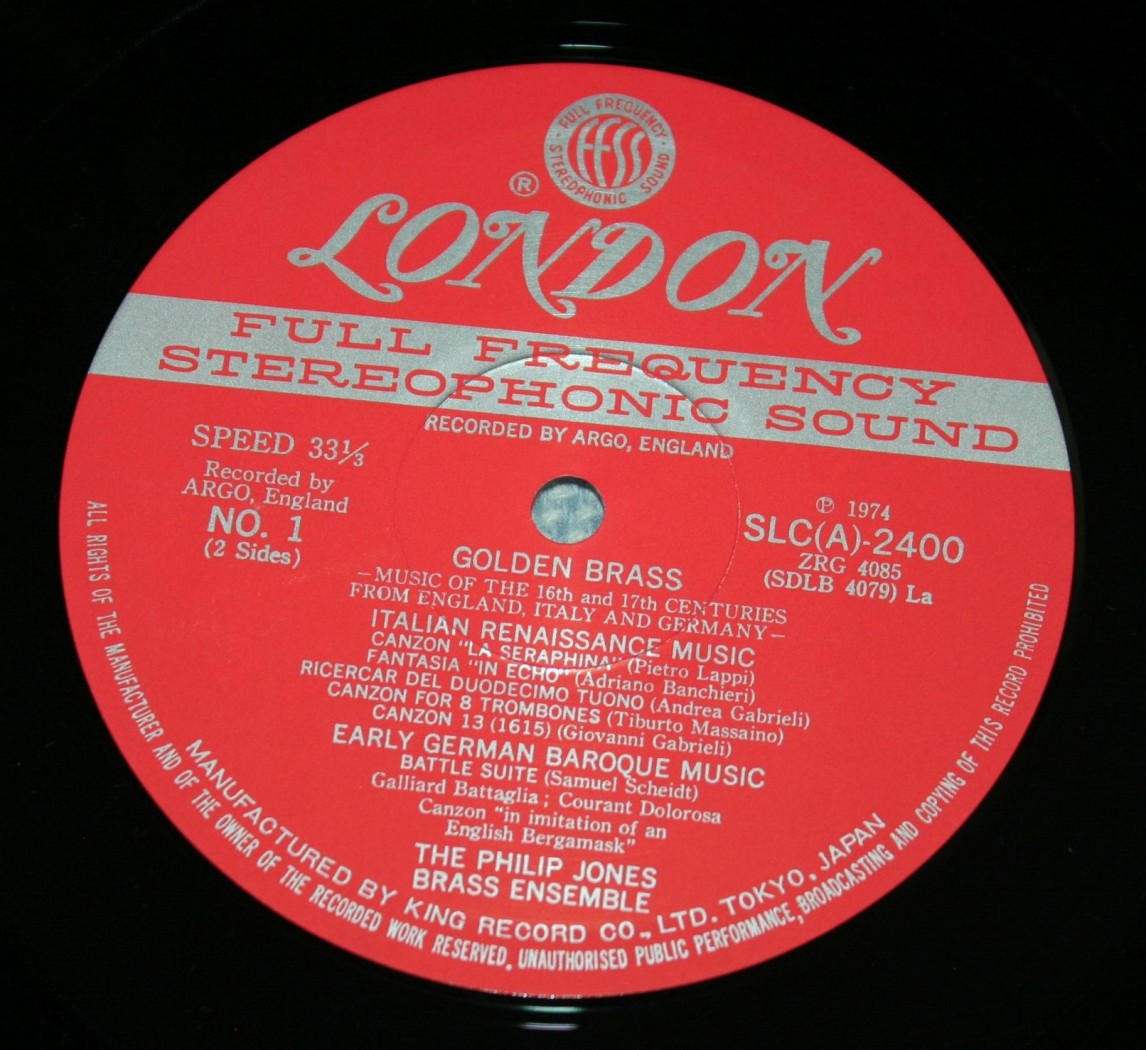 FULL FREQUENCY
STEREOPHONIC SOUND
FFSS
®
LONDON
FULL FREQUENCY
STEREOPHONIC SOUND
RECORDED BY ARGO, ENGLAND
SPEED 33⅓
Recorded by
ARGO, England
NO. 1
(2 Sides)
℗ 1974
SLC(A)-2400
ZRG 4085
(SDLB 4079) La
GOLDEN BRASS
—MUSIC OF THE 16th and 17th CENTURIES
FROM ENGLAND, ITALY AND GERMANY—
ITALIAN RENAISSANCE MUSIC
CANZON "LA SERAPHINA" (Pietro Lappi)
FANTASIA "IN ECHO" (Adriano Banchieri)
RICERCAR DEL DUODECIMO TUONO (Andrea Gabrieli)
CANZON FOR 8 TROMBONES (Tiburto Massaino)
CANZON 13 (1615) (Giovanni Gabrieli)
EARLY GERMAN BAROQUE MUSIC
BATTLE SUITE (Samuel Scheidt)
Galliard Battaglia ; Courant Dolorosa
Canzon "in imitation of an
English Bergamask"
THE PHILIP JONES
BRASS ENSEMBLE
MANUFACTURED BY KING RECORD CO., LTD. TOKYO, JAPAN
ALL RIGHTS OF THE MANUFACTURER AND OF THE OWNER OF THE RECORDED WORK RESERVED. UNAUTHORISED PUBLIC PERFORMANCE, BROADCASTING AND COPYING OF THIS RECORD PROHIBITED